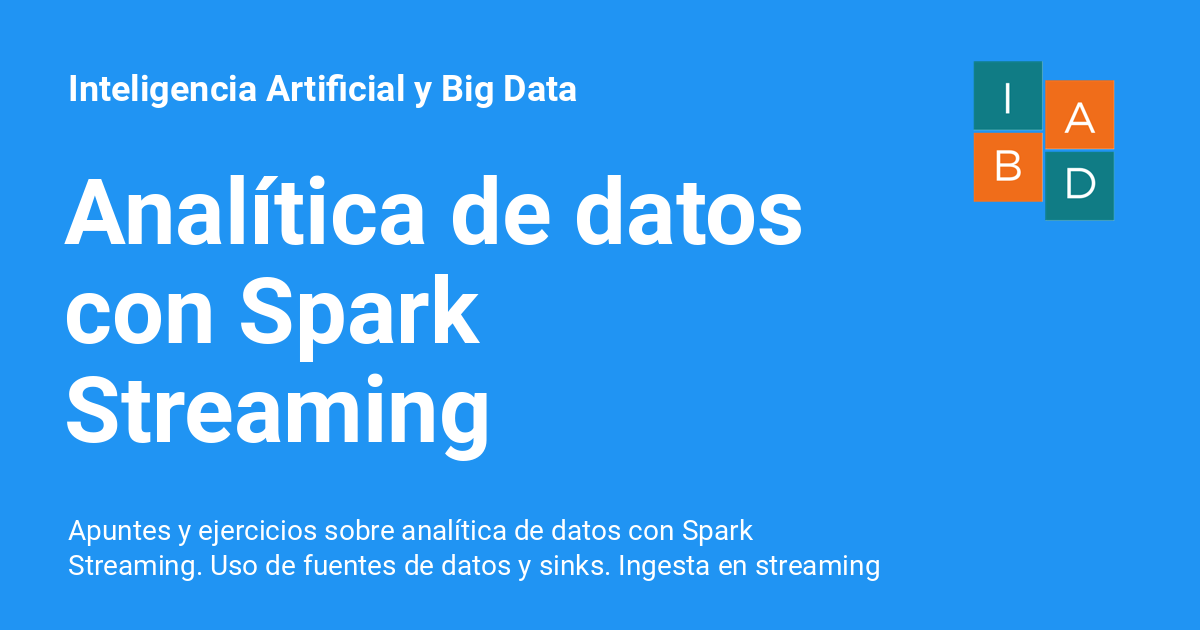 Inteligencia Artificial y Big Data
I
A
B
D
Analítica de datos
con Spark
Streaming
Apuntes y ejercicios sobre analítica de datos con Spark
Streaming. Uso de fuentes de datos y sinks. Ingesta en streaming